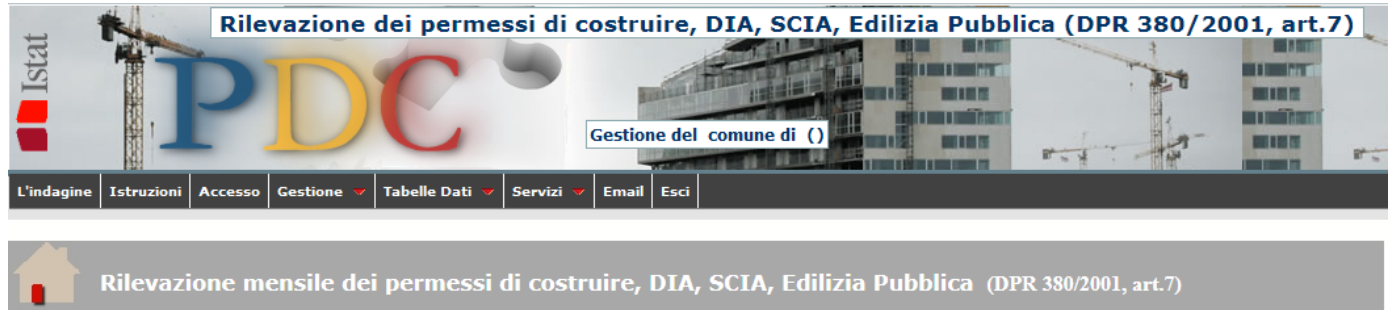 Rilevazione dei permessi di costruire, DIA, SCIA, Edilizia Pubblica (DPR 380/2001, art.7)
Istat
PDC
Gestione del comune di ()
L'indagine Istruzioni Accesso Gestione Tabelle Dati Servizi Email Esci
Rilevazione mensile dei permessi di costruire, DIA, SCIA, Edilizia Pubblica (DPR 380/2001, art.7)